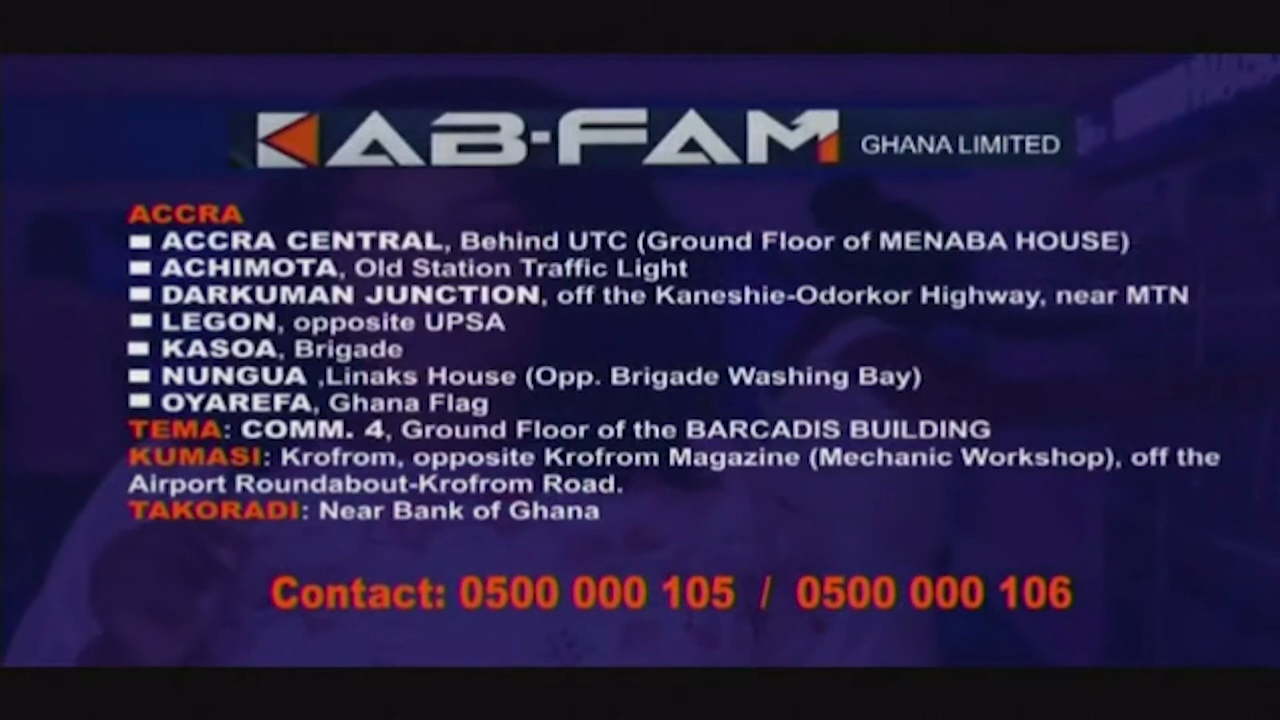 KAB-FAM GHANA LIMITED
ACCRA
ACCRA CENTRAL, Behind UTC (Ground Floor of MENABA HOUSE)
ACHIMOTA, Old Station Traffic Light
DARKUMAN JUNCTION, off the Kaneshie-Odorkor Highway, near MTN
LEGON, opposite UPSA
KASOA, Brigade
NUNGUA ,Linaks House (Opp. Brigade Washing Bay)
OYAREFA, Ghana Flag
TEMA: COMM. 4, Ground Floor of the BARCADIS BUILDING
KUMASI: Krofrom, opposite Krofrom Magazine (Mechanic Workshop), off the
Airport Roundabout-Krofrom Road.
TAKORADI: Near Bank of Ghana
Contact: 0500 000 105 / 0500 000 106